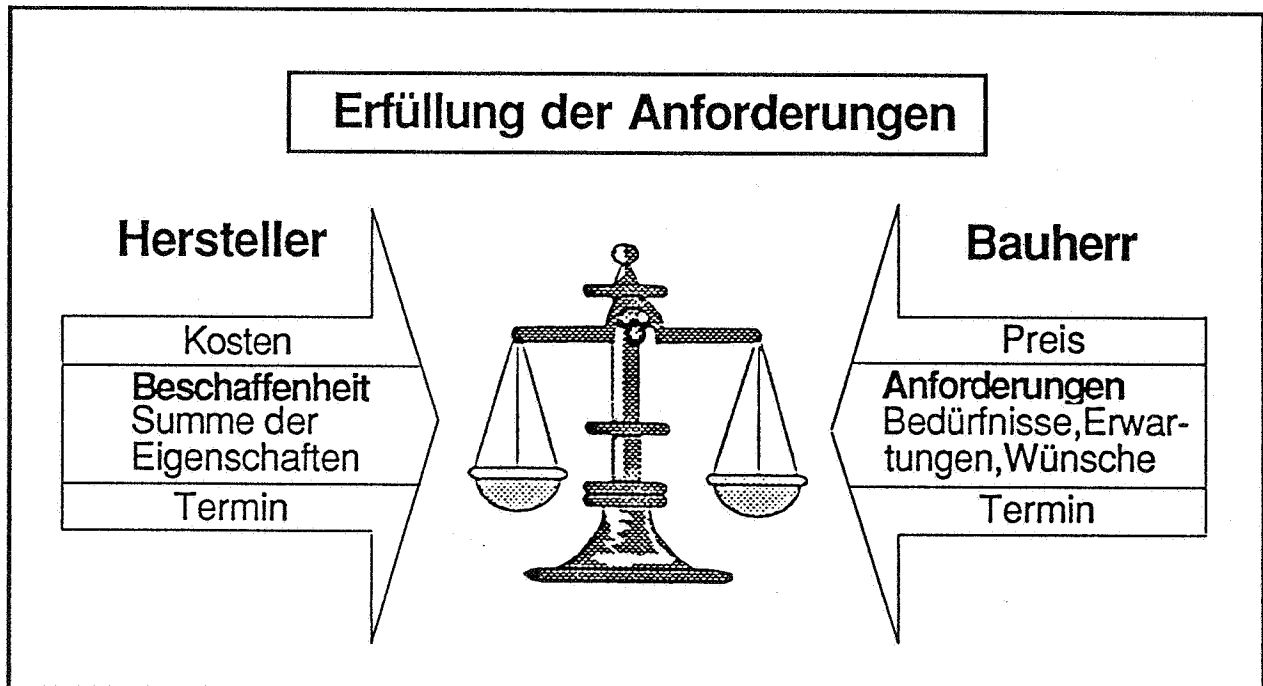 Erfüllung der Anforderungen
Hersteller
Kosten
Beschaffenheit
Summe der
Eigenschaften
Termin
Bauherr
Preis
Anforderungen
Bedürfnisse,Erwar-
tungen,Wünsche
Termin